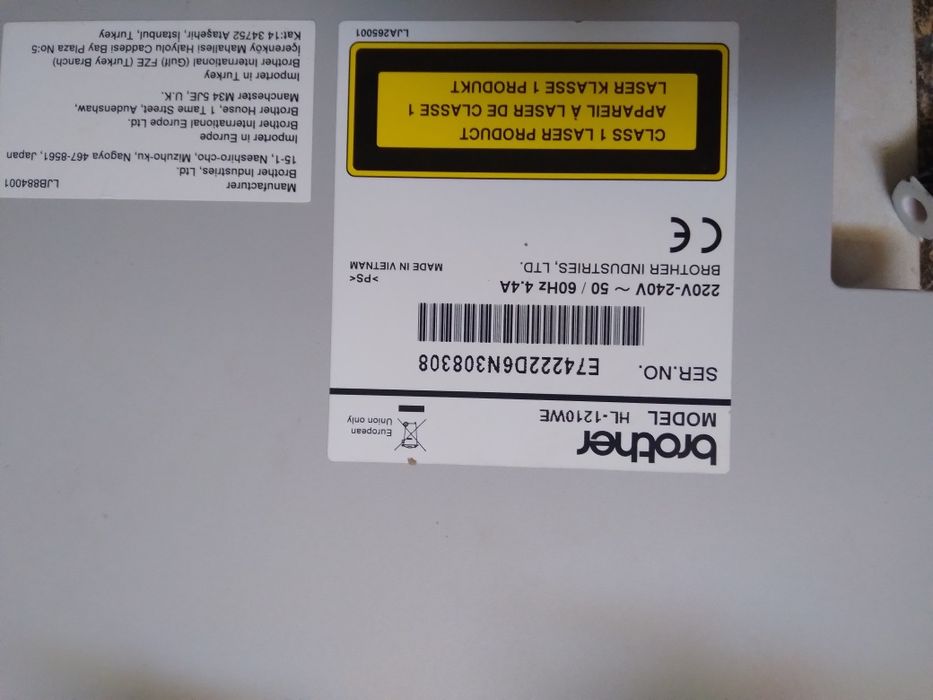 brother
MODEL HL-1210WE
European
Union only
SER.NO. E74222D6N308308
220V-240V ～ 50 / 60Hz 4.4A
BROTHER INDUSTRIES, LTD.
>PS<
MADE IN VIETNAM
CE
CLASS 1 LASER PRODUCT
APPAREIL À LASER DE CLASSE 1
LASER KLASSE 1 PRODUKT
LJA265001
Manufacturer
LJB884001
Brother Industries, Ltd.
15-1, Naeshiro-cho, Mizuho-ku, Nagoya 467-8561, Japan
Importer in Europe
Brother International Europe Ltd.
Brother House, 1 Tame Street, Audenshaw,
Manchester M34 5JE, U.K.
Importer in Turkey
Brother International (Gulf) FZE (Turkey Branch)
İçerenköy Mahallesi Halyolu Caddesi Bay Plaza No:5
Kat:14 34752 Ataşehir, Istanbul, Turkey